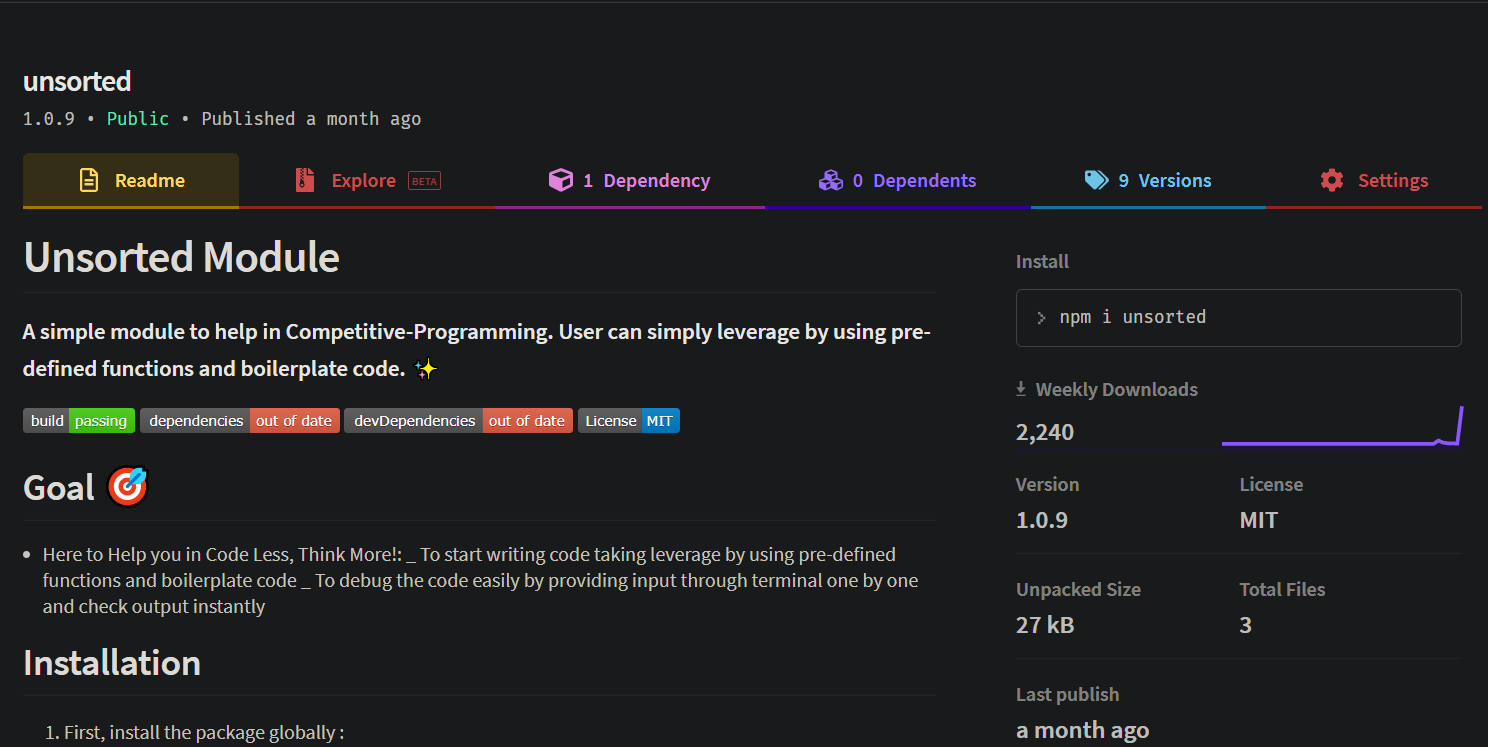 unsorted
1.0.9 • Public • Published a month ago
Readme
Explore BETA
1 Dependency
0 Dependents
9 Versions
Settings
Unsorted Module
A simple module to help in Competitive-Programming. User can simply leverage by using pre-
defined functions and boilerplate code. ✨
build passing
dependencies out of date
devDependencies out of date
License MIT
Goal 🎯
• Here to Help you in Code Less, Think More!: _ To start writing code taking leverage by using pre-defined
functions and boilerplate code _ To debug the code easily by providing input through terminal one by one
and check output instantly
Installation
1. First, install the package globally :
Install
> npm i unsorted
Weekly Downloads
2,240
Version
1.0.9
License
MIT
Unpacked Size
27 kB
Total Files
3
Last publish
a month ago